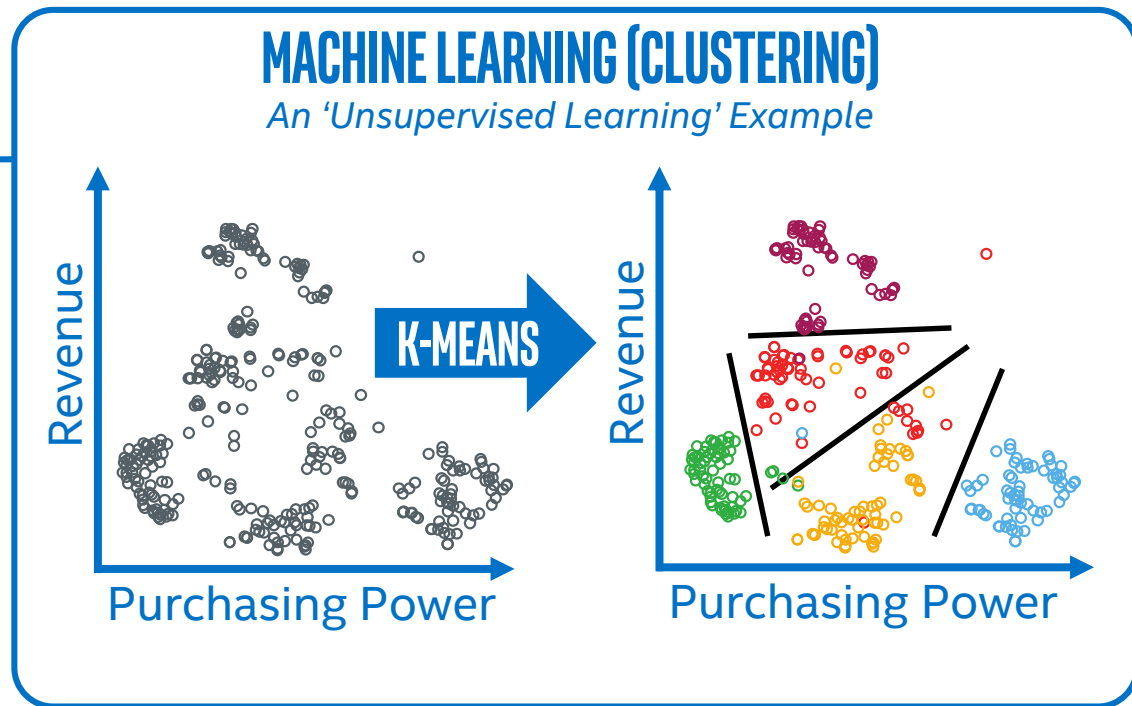 MACHINE LEARNING (CLUSTERING)
An ‘Unsupervised Learning’ Example
Revenue
K-MEANS
Revenue
Purchasing Power
Purchasing Power